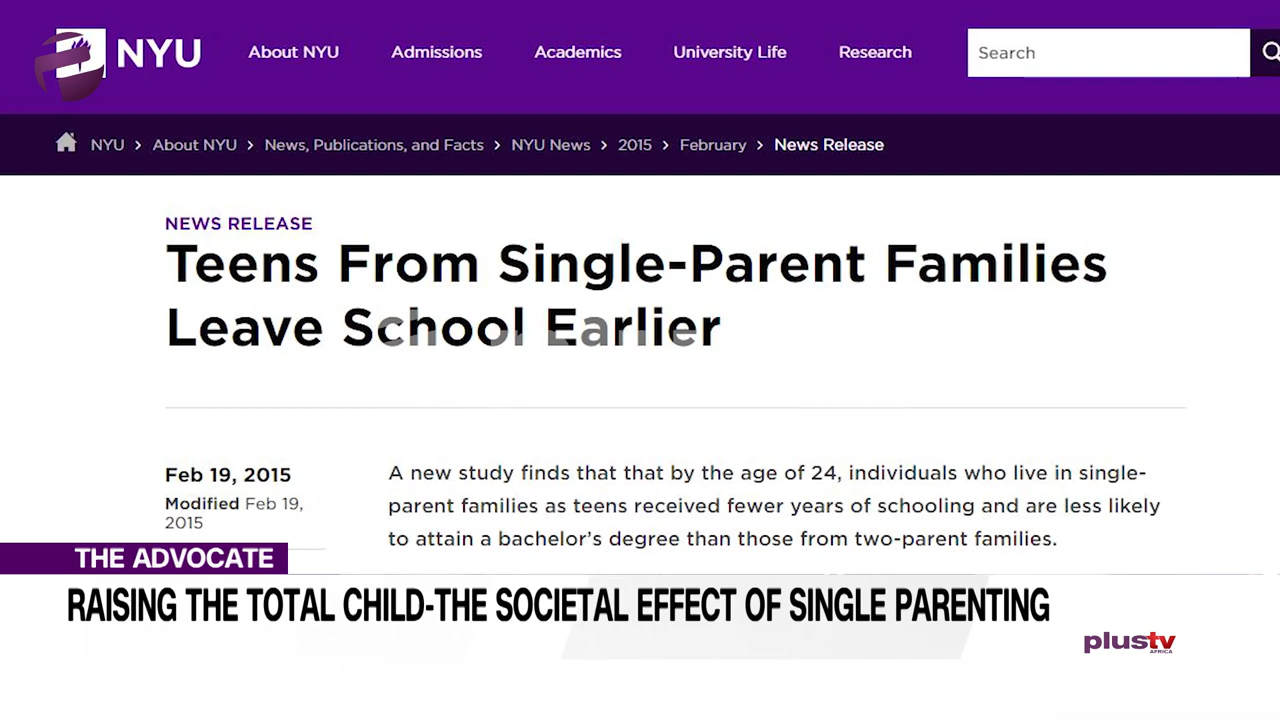 NYU
About NYU
Admissions
Academics
University Life
Research
Search
NYU > About NYU > News, Publications, and Facts > NYU News > 2015 > February > News Release
NEWS RELEASE
Teens From Single-Parent Families
Leave School Earlier
Feb 19, 2015
Modified Feb 19,
2015
A new study finds that that by the age of 24, individuals who live in single-
parent families as teens received fewer years of schooling and are less likely
to attain a bachelor's degree than those from two-parent families.
THE ADVOCATE
RAISING THE TOTAL CHILD-THE SOCIETAL EFFECT OF SINGLE PARENTING
plustv
AFRICA